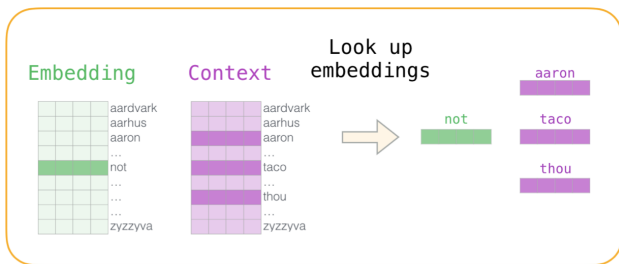 Look up
embeddings
Embedding
Context
aardvark
aarhus
aaron
...
not
...
...
...
zyzzyva
aardvark
aarhus
aaron
...
taco
...
thou
...
zyzzyva
not
aaron
taco
thou